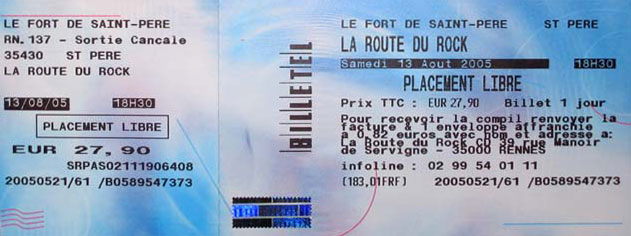 LE FORT DE SAINT-PERE
RN.137 - Sortie Cancale
35430 ST PERE
LA ROUTE DU ROCK
13/08/05 18H30
PLACEMENT LIBRE
EUR 27,90
SRPAS02111906408
20050521/61 /B0589547373
BILLETEL
LE FORT DE SAINT-PERE ST PERE
LA ROUTE DU ROCK
Samedi 13 Aout 2005 18H30
PLACEMENT LIBRE
Prix TTC : EUR 27,90 Billet 1 jour
Pour recevoir la compil renvoyer la
factur & 1 enveloppe affranchie
a 0 82 euros avec nom et adresse a:
La Route du Rock CD 39 rue Manoir
de Servigne - 35000 RENNES
infoline : 02 99 54 01 11
(183,01FRF) 20050521/61 /B0589547373